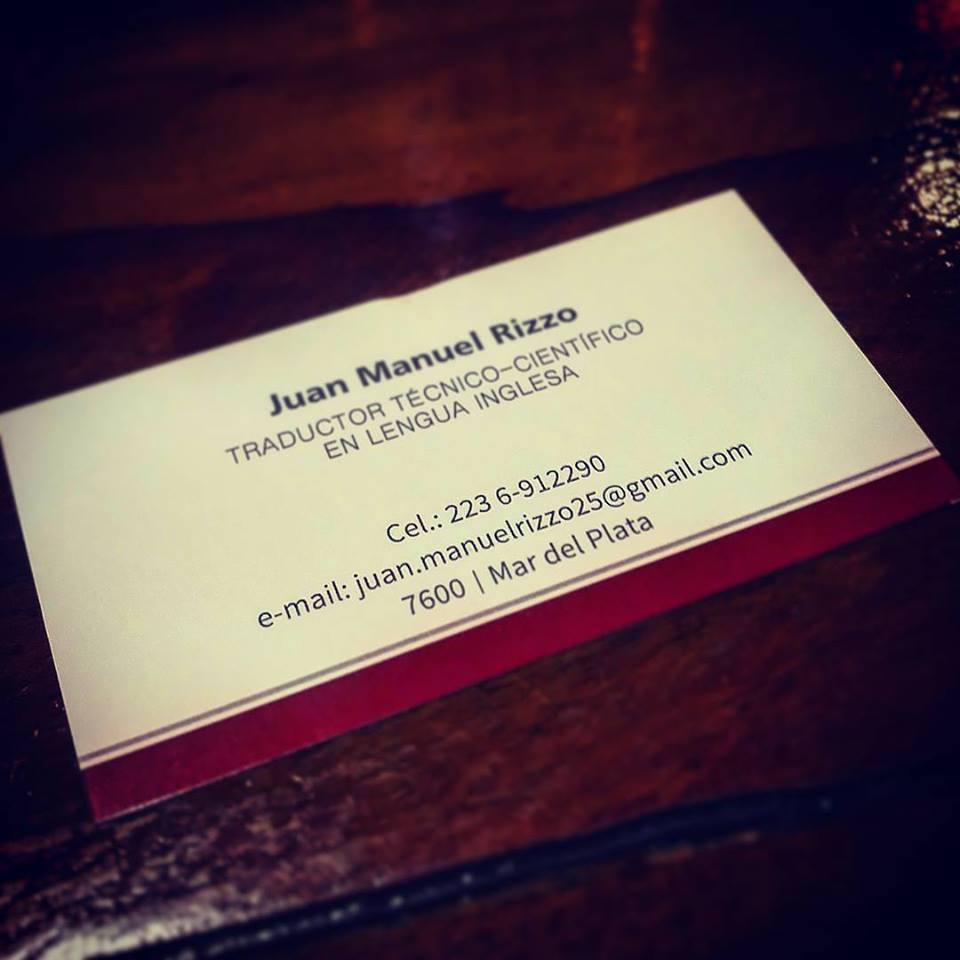 Juan Manuel Rizzo
TRADUCTOR TÉCNICO-CIENTÍFICO
EN LENGUA INGLESA
Cel.: 223 6-912290
e-mail: juan.manuelrizzo25@gmail.com
7600 | Mar del Plata